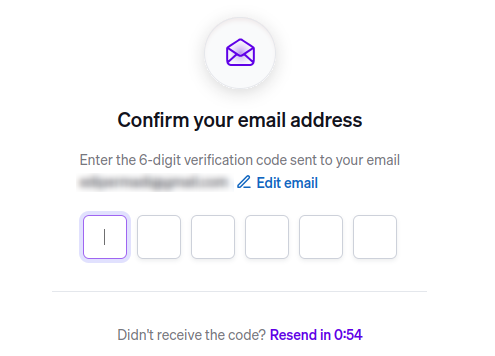 Confirm your email address
Enter the 6-digit verification code sent to your email
Edit email
Didn't receive the code? Resend in 0:54